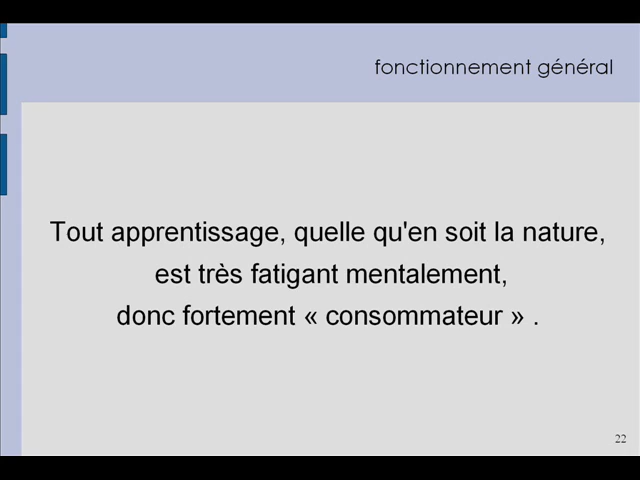 fonctionnement général
Tout apprentissage, quelle qu'en soit la nature,
est très fatigant mentalement,
donc fortement « consommateur » .
22